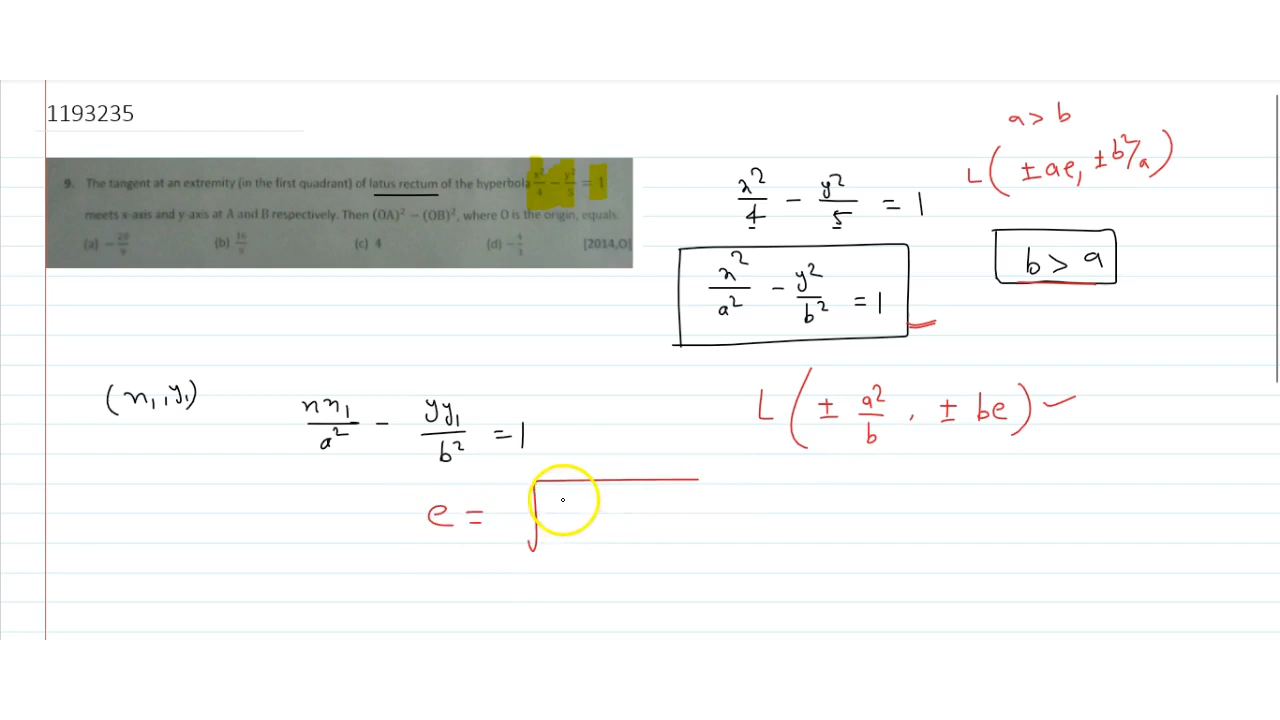 1193235
9. The tangent at an extremity (in the first quadrant) of latus rectum of the hyperbola x²/4 − y²/5 = 1
meets x-axis and y-axis at A and B respectively. Then (OA)² − (OB)², where O is the origin, equals
(a) −20/9 (b) 16/9 (c) 4 (d) −4/3 [2014,O]
a > b
L(±ae, ±b²/a)
x²/4 − y²/5 = 1
b > a
x²/a² − y²/b² = 1
(x₁, y₁)
xx₁/a² − yy₁/b² = 1
L(± a²/b, ± be)
e = √